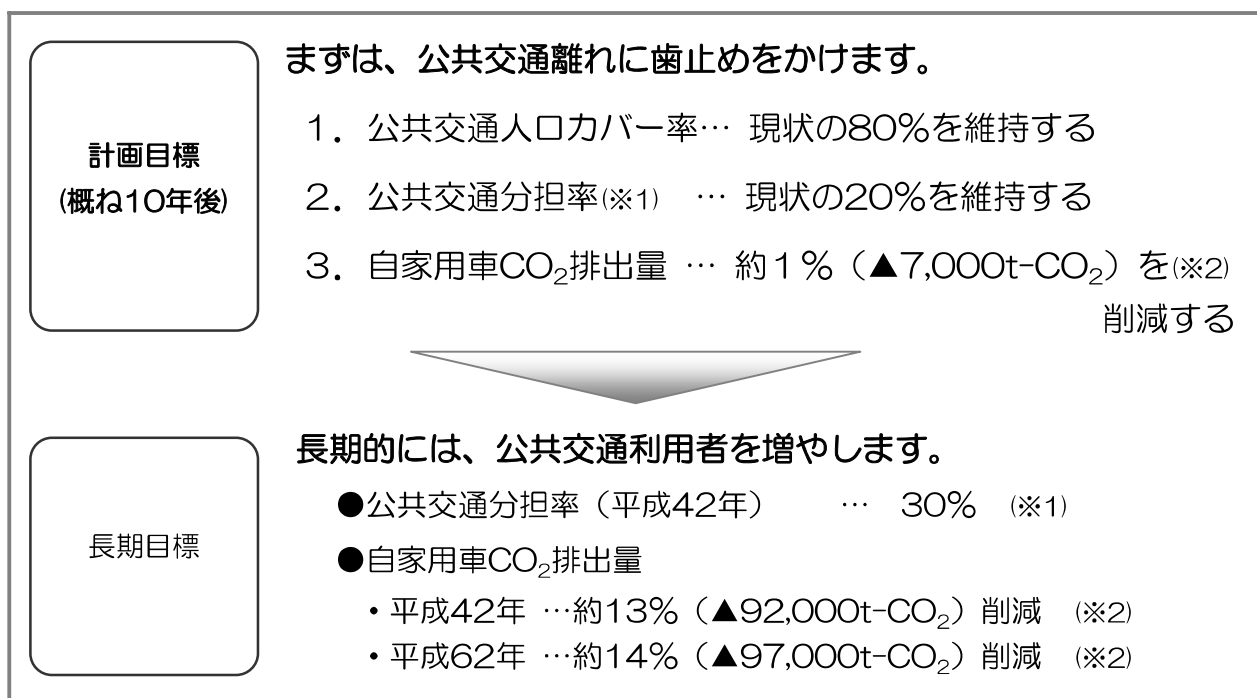 計画目標
(概ね10年後)
まずは、公共交通離れに歯止めをかけます。
1．公共交通人口カバー率… 現状の80％を維持する
2．公共交通分担率(※1) … 現状の20％を維持する
3．自家用車CO₂排出量 … 約1％（▲7,000t-CO₂）を(※2)
削減する
長期目標
長期的には、公共交通利用者を増やします。
●公共交通分担率（平成42年） … 30％ (※1)
●自家用車CO₂排出量
・平成42年 …約13％（▲92,000t-CO₂）削減 (※2)
・平成62年 …約14％（▲97,000t-CO₂）削減 (※2)